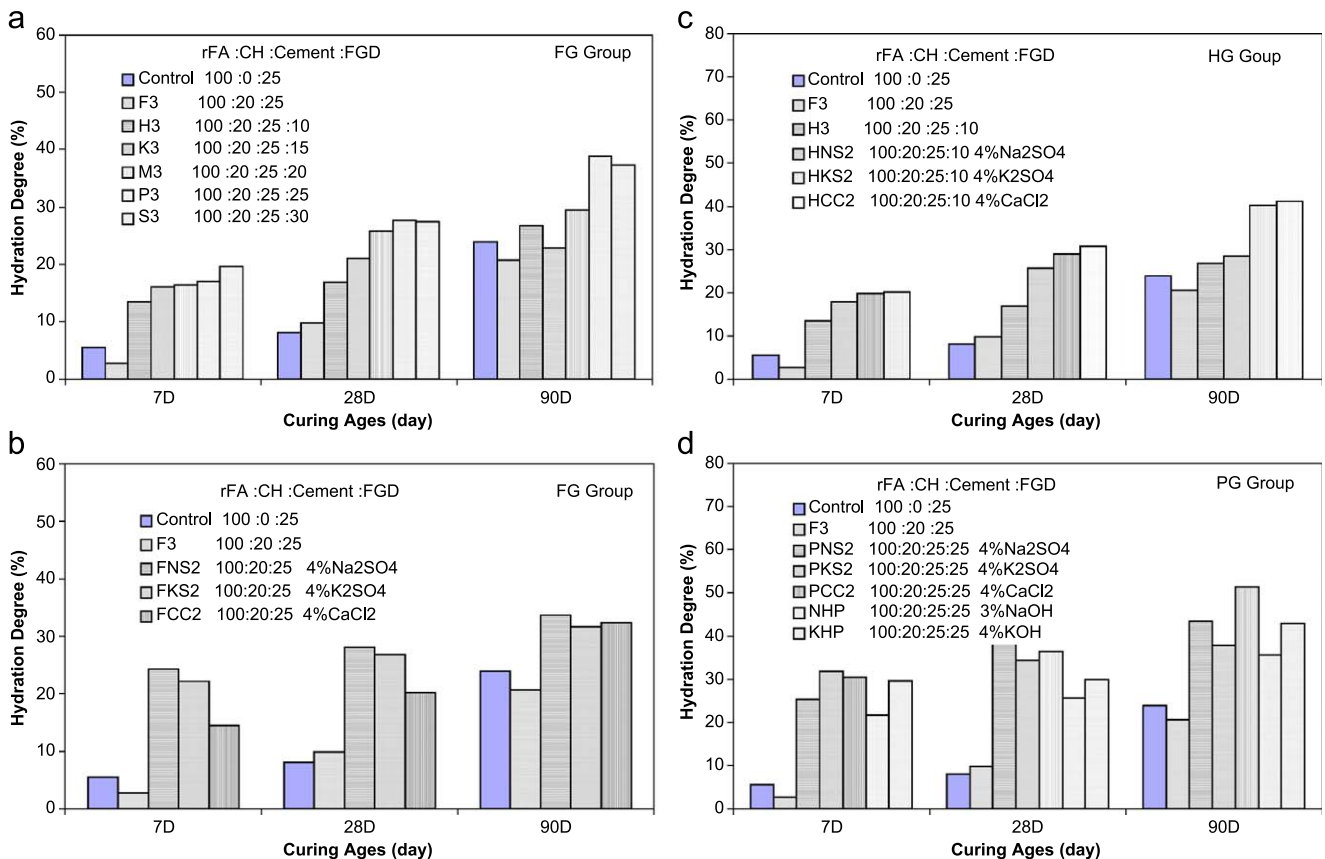 a
60
50
40
30
20
10
0
Hydration Degree (%)
rFA :CH :Cement :FGD
FG Group
Control 100 :0 :25
F3 100 :20 :25
H3 100 :20 :25 :10
K3 100 :20 :25 :15
M3 100 :20 :25 :20
P3 100 :20 :25 :25
S3 100 :20 :25 :30
7D 28D 90D
Curing Ages (day)
b
60
50
40
30
20
10
0
Hydration Degree (%)
rFA :CH :Cement :FGD
FG Group
Control 100 :0 :25
F3 100 :20 :25
FNS2 100:20:25 4%Na2SO4
FKS2 100:20:25 4%K2SO4
FCC2 100:20:25 4%CaCl2
7D 28D 90D
Curing Ages (day)
c
80
70
60
50
40
30
20
10
0
Hydration Degree (%)
rFA :CH :Cement :FGD
HG Goup
Control 100 :0 :25
F3 100 :20 :25
H3 100 :20 :25 :10
HNS2 100:20:25:10 4%Na2SO4
HKS2 100:20:25:10 4%K2SO4
HCC2 100:20:25:10 4%CaCl2
7D 28D 90D
Curing Ages (day)
d
80
70
60
50
40
30
20
10
0
Hydration Degree (%)
rFA :CH :Cement :FGD
PG Group
Control 100 :0 :25
F3 100 :20 :25
PNS2 100:20:25:25 4%Na2SO4
PKS2 100:20:25:25 4%K2SO4
PCC2 100:20:25:25 4%CaCl2
NHP 100:20:25:25 3%NaOH
KHP 100:20:25:25 4%KOH
7D 28D 90D
Curing Ages (day)